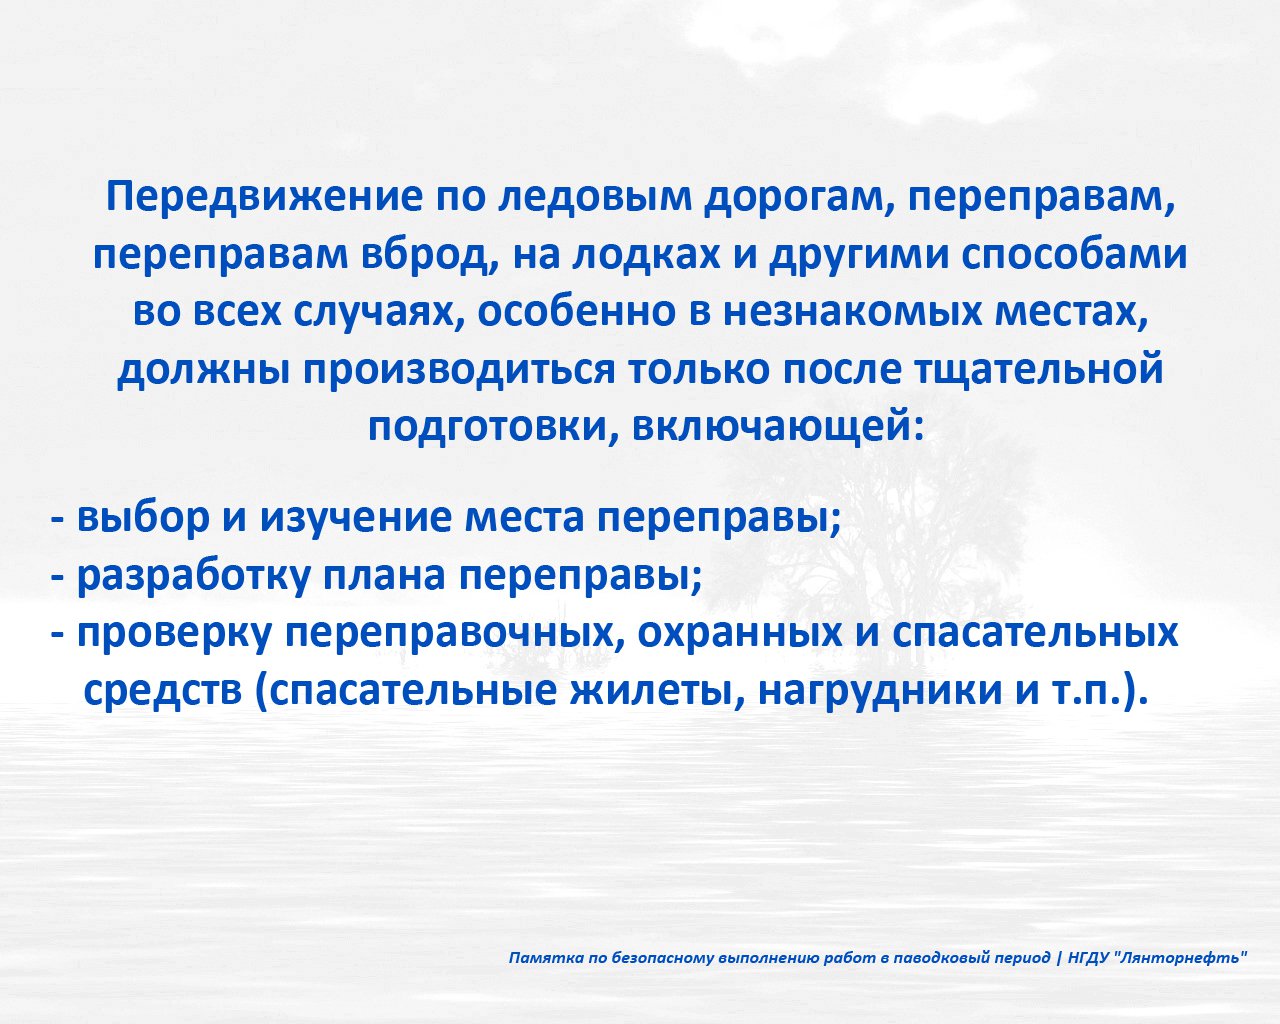 Передвижение по ледовым дорогам, переправам,
переправам вброд, на лодках и другими способами
во всех случаях, особенно в незнакомых местах,
должны производиться только после тщательной
подготовки, включающей:
- выбор и изучение места переправы;
- разработку плана переправы;
- проверку переправочных, охранных и спасательных
средств (спасательные жилеты, нагрудники и т.п.).
Памятка по безопасному выполнению работ в паводковый период | НГДУ "Лянторнефть"